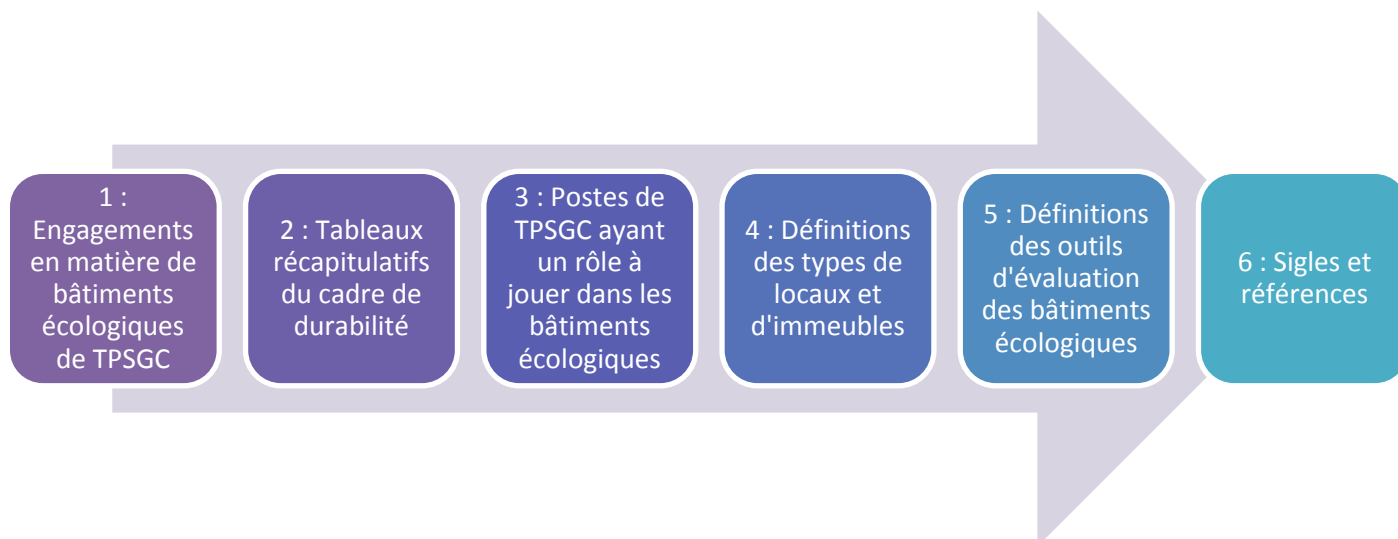 1 :
Engagements
en matière de
bâtiments
écologiques
de TPSGC
2 : Tableaux
récapitulatifs
du cadre de
durabilité
3 : Postes de
TPSGC ayant
un rôle à
jouer dans les
bâtiments
écologiques
4 : Définitions
des types de
locaux et
d'immeubles
5 : Définitions
des outils
d'évaluation
des bâtiments
écologiques
6 : Sigles et
références